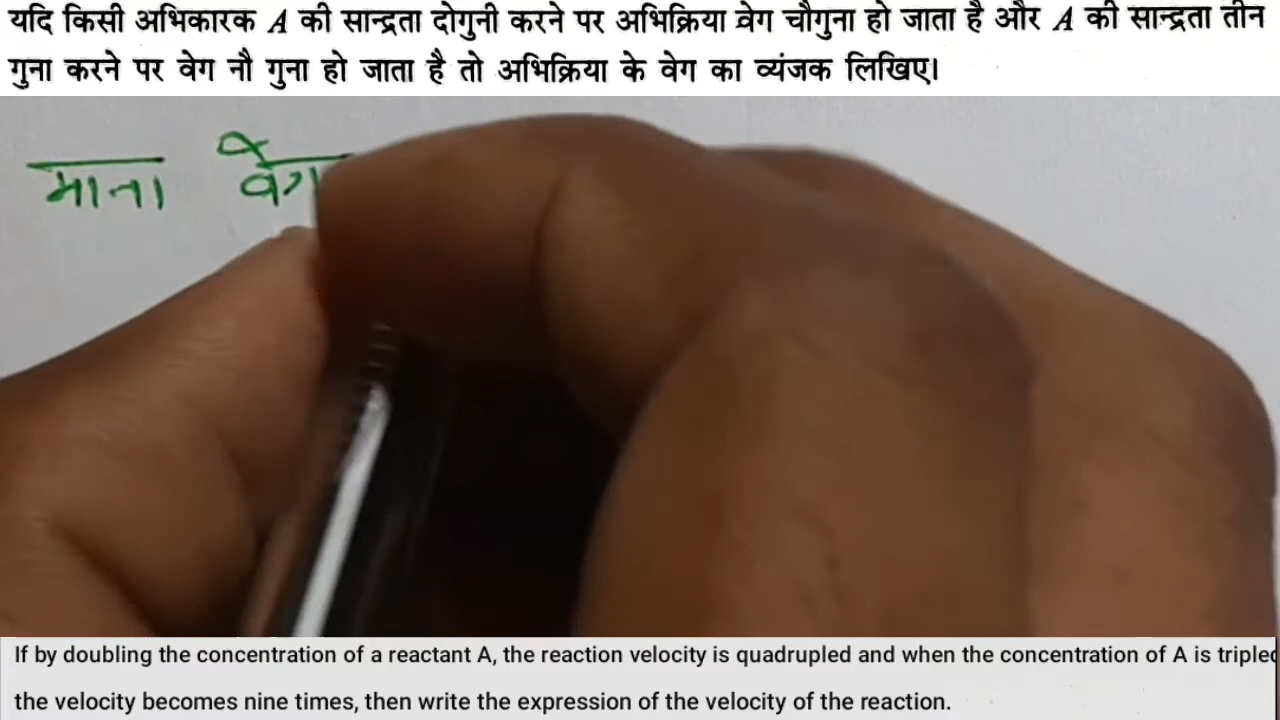 यदि किसी अभिकारक A की सान्द्रता दोगुनी करने पर अभिक्रिया वेग चौगुना हो जाता है और A की सान्द्रता तीन
गुना करने पर वेग नौ गुना हो जाता है तो अभिक्रिया के वेग का व्यंजक लिखिए।
माना वेग
If by doubling the concentration of a reactant A, the reaction velocity is quadrupled and when the concentration of A is tripled
the velocity becomes nine times, then write the expression of the velocity of the reaction.